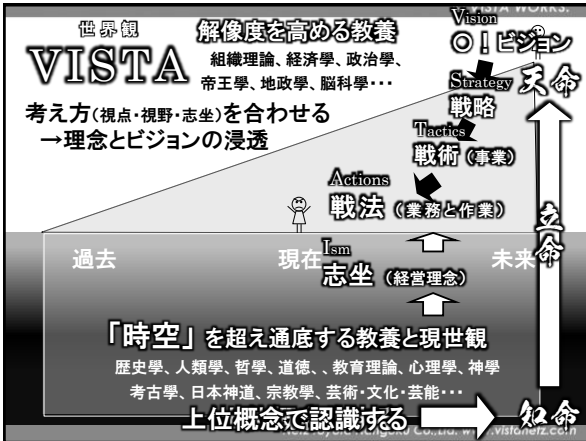 VISTA WORKS.
世界観
VISTA
解像度を高める教養
組織理論、経済學、政治學、
帝王學、地政學、脳科學・・・
考え方（視点・視野・志坐）を合わせる
→理念とビジョンの浸透
Vision
〇！ビジョン
天命
Strategy
戦略
Tactics
戦術（事業）
Actions
戦法（業務と作業）
立命
過去
現在
未来
Ism
志坐（経営理念）
「時空」を超え通底する教養と現世観
歴史學、人類學、哲學、道徳、、教育理論、心理學、神學
考古學、日本神道、宗教學、芸術・文化・芸能・・・
上位概念で認識する
知命
Co.Ltd. www.vistanetz.com